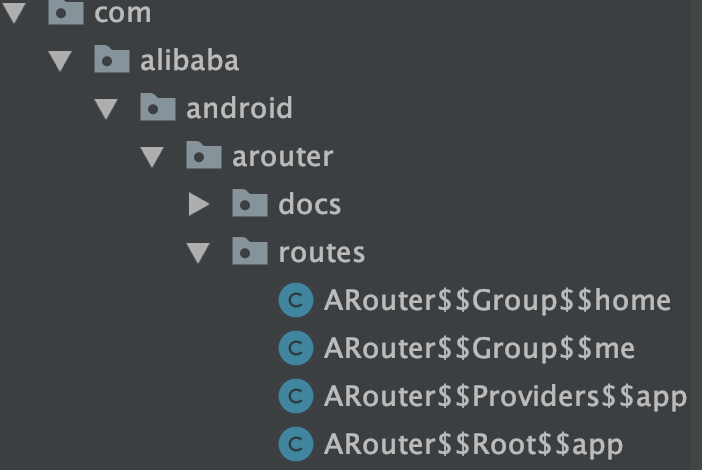 com
alibaba
android
arouter
docs
routes
C ARouter$$Group$$home
C ARouter$$Group$$me
C ARouter$$Providers$$app
C ARouter$$Root$$app